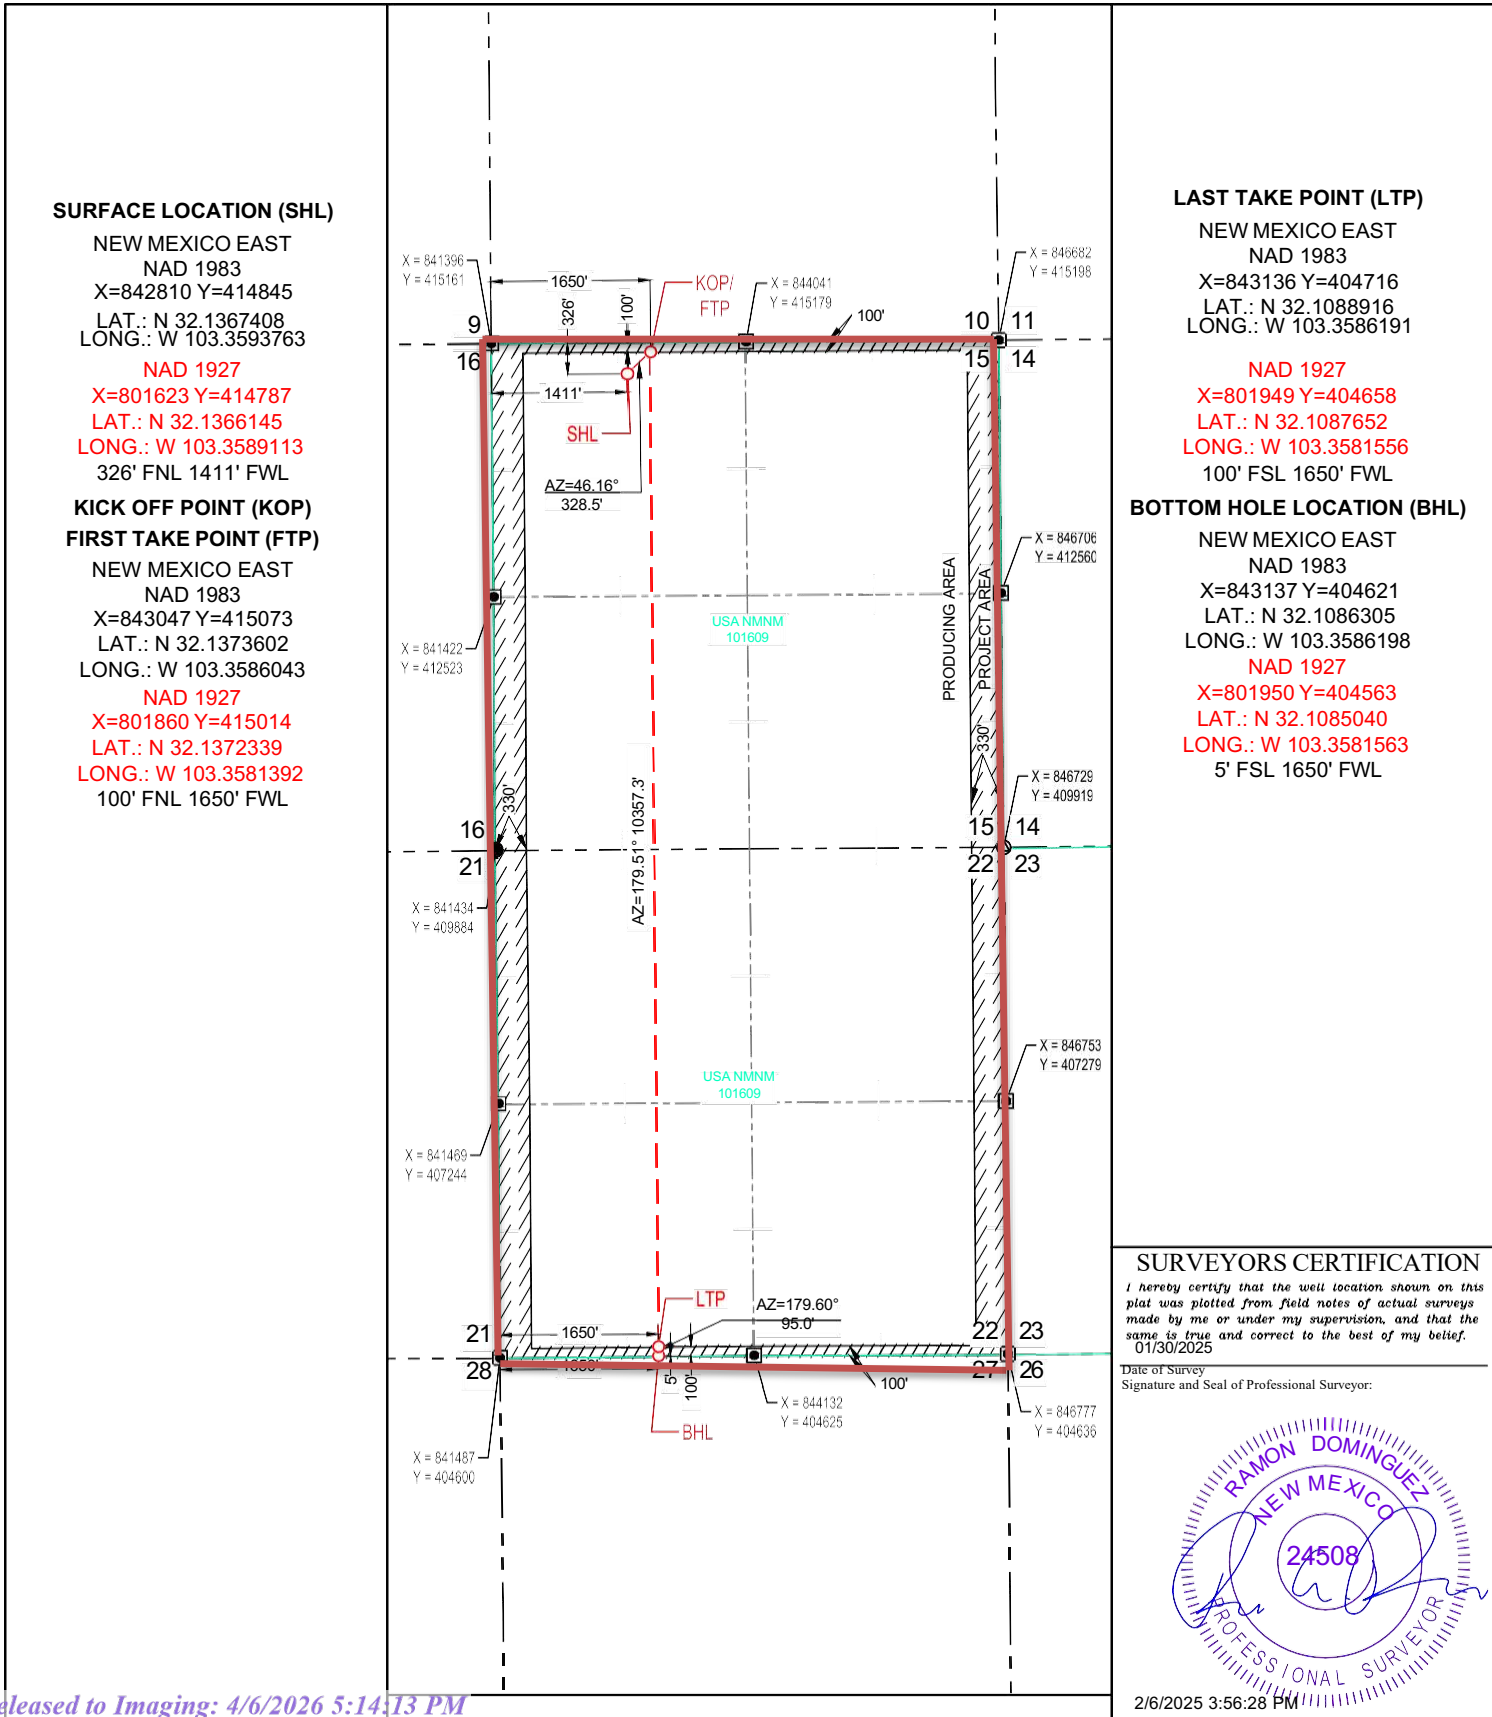 SURFACE LOCATION (SHL)
NEW MEXICO EAST
NAD 1983
X=842810 Y=414845
LAT.: N 32.1367408
LONG.: W 103.3593763
NAD 1927
X=801623 Y=414787
LAT.: N 32.1366145
LONG.: W 103.3589113
326' FNL 1411' FWL
KICK OFF POINT (KOP)
FIRST TAKE POINT (FTP)
NEW MEXICO EAST
NAD 1983
X=843047 Y=415073
LAT.: N 32.1373602
LONG.: W 103.3586043
NAD 1927
X=801860 Y=415014
LAT.: N 32.1372339
LONG.: W 103.3581392
100' FNL 1650' FWL
X = 841396
Y = 415161
1650'
326'
100'
KOP/
FTP
X = 844041
Y = 415179
100'
X = 846682
Y = 415198
9
16
10
11
15
14
1411'
SHL
AZ=46.16°
328.5'
X = 846706
Y = 412560
USA NMNM
101609
PRODUCING AREA
PROJECT AREA
X = 841422
Y = 412523
330'
330'
X = 846729
Y = 409919
16
21
15
14
22
23
AZ=179.51° 10357.3'
X = 841434
Y = 409884
X = 846753
Y = 407279
USA NMNM
101609
X = 841469
Y = 407244
LTP
AZ=179.60°
95.0'
21
28
1650'
1650'
22
23
27
26
5'
100'
100'
BHL
X = 844132
Y = 404625
X = 846777
Y = 404636
X = 841487
Y = 404600
LAST TAKE POINT (LTP)
NEW MEXICO EAST
NAD 1983
X=843136 Y=404716
LAT.: N 32.1088916
LONG.: W 103.3586191
NAD 1927
X=801949 Y=404658
LAT.: N 32.1087652
LONG.: W 103.3581556
100' FSL 1650' FWL
BOTTOM HOLE LOCATION (BHL)
NEW MEXICO EAST
NAD 1983
X=843137 Y=404621
LAT.: N 32.1086305
LONG.: W 103.3586198
NAD 1927
X=801950 Y=404563
LAT.: N 32.1085040
LONG.: W 103.3581563
5' FSL 1650' FWL
SURVEYORS CERTIFICATION
I hereby certify that the well location shown on this
plat was plotted from field notes of actual surveys
made by me or under my supervision, and that the
same is true and correct to the best of my belief.
01/30/2025
Date of Survey
Signature and Seal of Professional Surveyor:
RAMON DOMINGUEZ
NEW MEXICO
24508
PROFESSIONAL SURVEYOR
2/6/2025 3:56:28 PM
eleased to Imaging: 4/6/2026 5:14:13 PM